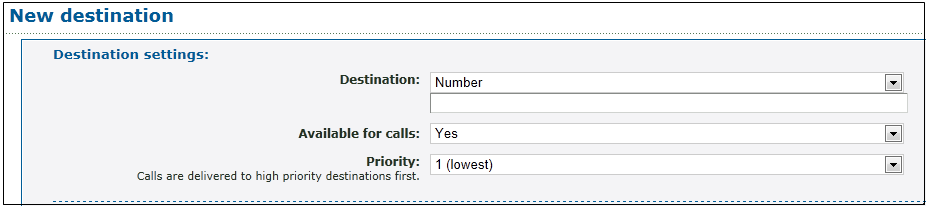 New destination
Destination settings:
Destination: Number
Available for calls: Yes
Priority: 1 (lowest)
Calls are delivered to high priority destinations first.